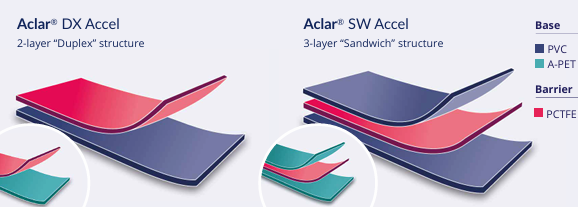 Aclar® DX Accel
2-layer “Duplex” structure
Aclar® SW Accel
3-layer “Sandwich” structure
Base
PVC
A-PET
Barrier
PCTFE